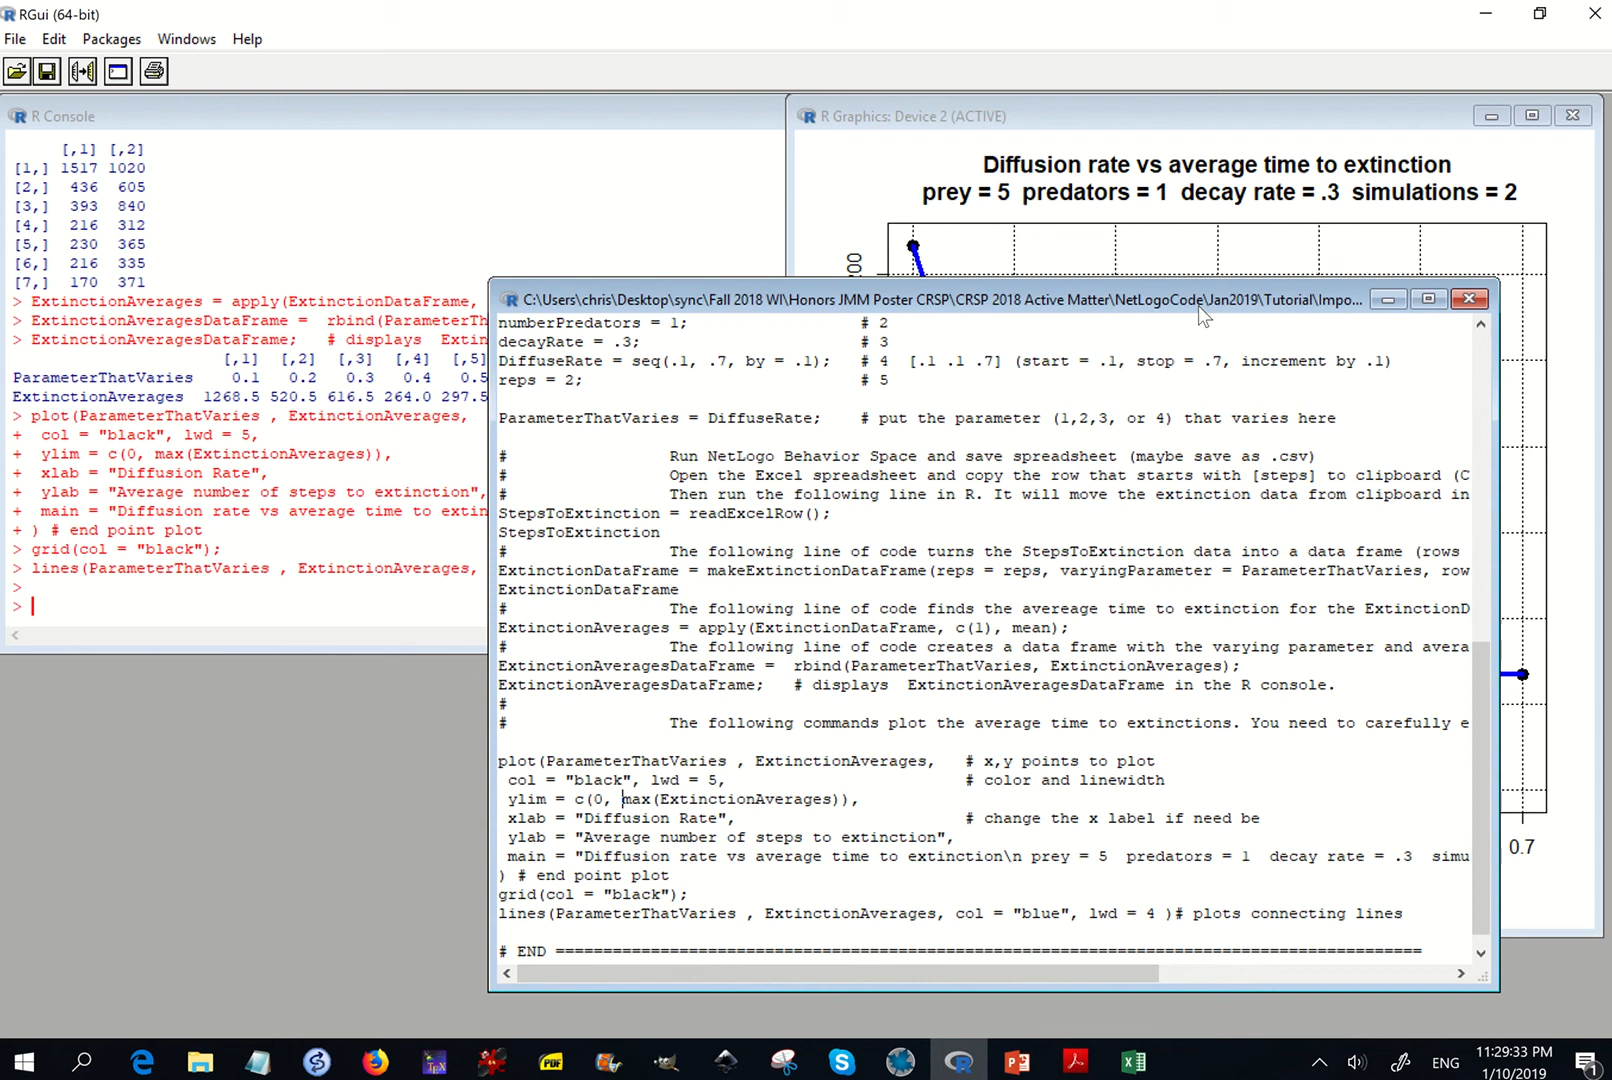 RGui (64-bit)
File Edit Packages Windows Help
R Console
[,1] [,2]
[1,] 1517 1020
[2,] 436 605
[3,] 393 840
[4,] 216 312
[5,] 230 365
[6,] 216 335
[7,] 170 371
> ExtinctionAverages = apply(ExtinctionDataFrame,
> ExtinctionAveragesDataFrame = rbind(ParameterTh
> ExtinctionAveragesDataFrame; # displays Extin
[,1] [,2] [,3] [,4] [,5]
ParameterThatVaries 0.1 0.2 0.3 0.4 0.5
ExtinctionAverages 1268.5 520.5 616.5 264.0 297.5
> plot(ParameterThatVaries , ExtinctionAverages,
+ col = "black", lwd = 5,
+ ylim = c(0, max(ExtinctionAverages)),
+ xlab = "Diffusion Rate",
+ ylab = "Average number of steps to extinction",
+ main = "Diffusion rate vs average time to extin
+ ) # end point plot
> grid(col = "black");
> lines(ParameterThatVaries , ExtinctionAverages,
>
>
R Graphics: Device 2 (ACTIVE)
Diffusion rate vs average time to extinction
prey = 5 predators = 1 decay rate = .3 simulations = 2
0.7
C:\Users\chris\Desktop\sync\Fall 2018 WI\Honors JMM Poster CRSP\CRSP 2018 Active Matter\NetLogoCode\Jan2019\Tutorial\Impo...
numberPredators = 1; # 2
decayRate = .3; # 3
DiffuseRate = seq(.1, .7, by = .1); # 4 [.1 .1 .7] (start = .1, stop = .7, increment by .1)
reps = 2; # 5
ParameterThatVaries = DiffuseRate; # put the parameter (1,2,3, or 4) that varies here
# Run NetLogo Behavior Space and save spreadsheet (maybe save as .csv)
# Open the Excel spreadsheet and copy the row that starts with [steps] to clipboard (C
# Then run the following line in R. It will move the extinction data from clipboard in
StepsToExtinction = readExcelRow();
StepsToExtinction
# The following line of code turns the StepsToExtinction data into a data frame (rows
ExtinctionDataFrame = makeExtinctionDataFrame(reps = reps, varyingParameter = ParameterThatVaries, row
ExtinctionDataFrame
# The following line of code finds the avereage time to extinction for the ExtinctionD
ExtinctionAverages = apply(ExtinctionDataFrame, c(1), mean);
# The following line of code creates a data frame with the varying parameter and avera
ExtinctionAveragesDataFrame = rbind(ParameterThatVaries, ExtinctionAverages);
ExtinctionAveragesDataFrame; # displays ExtinctionAveragesDataFrame in the R console.
#
# The following commands plot the average time to extinctions. You need to carefully e
plot(ParameterThatVaries , ExtinctionAverages, # x,y points to plot
col = "black", lwd = 5, # color and linewidth
ylim = c(0, max(ExtinctionAverages)),
xlab = "Diffusion Rate", # change the x label if need be
ylab = "Average number of steps to extinction",
main = "Diffusion rate vs average time to extinction\n prey = 5 predators = 1 decay rate = .3 simu
) # end point plot
grid(col = "black");
lines(ParameterThatVaries , ExtinctionAverages, col = "blue", lwd = 4 )# plots connecting lines
# END ============================================================================================
ENG
11:29:33 PM
1/10/2019